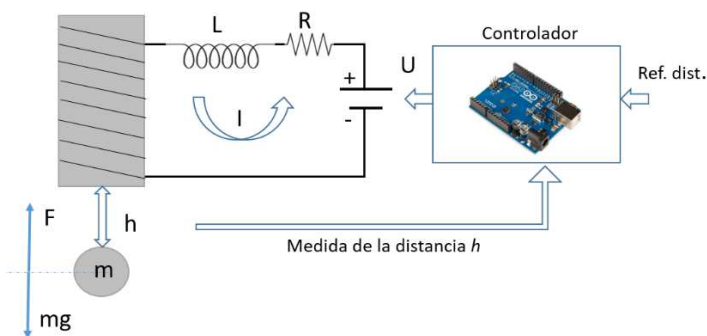 L
R
Controlador
U
Ref. dist.
+
-
I
F
h
Medida de la distancia h
m
mg